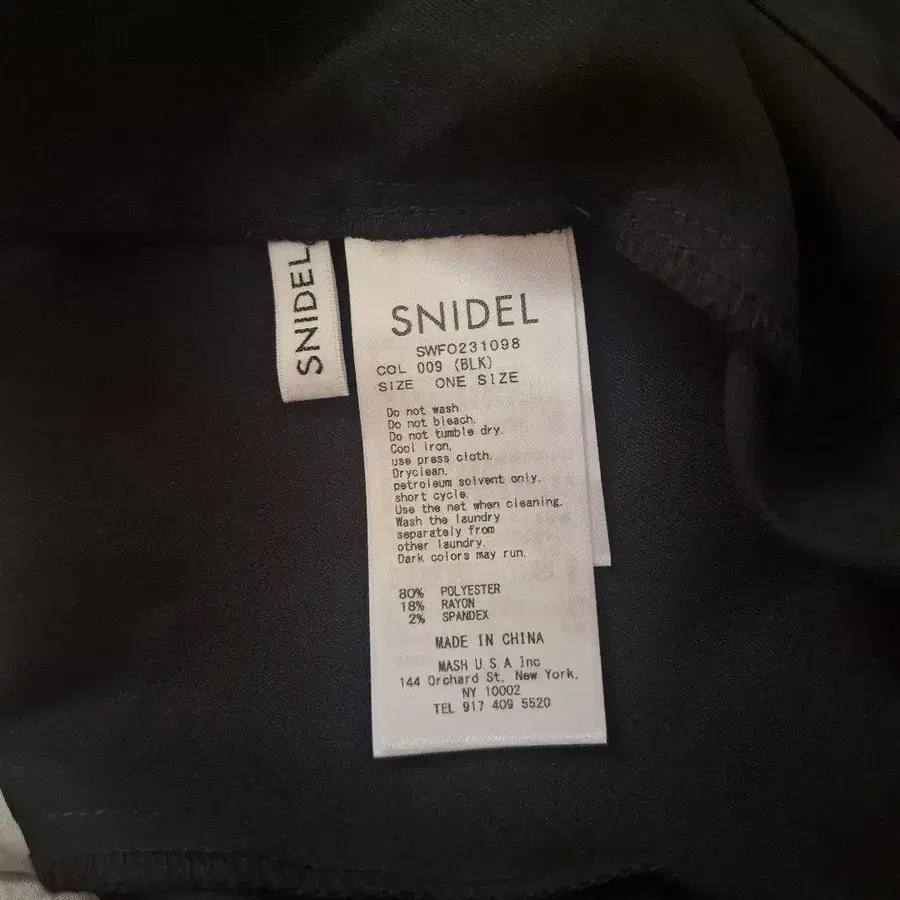 SNIDEL
SNIDEL
SWFO231098
COL 009 (BLK)
SIZE ONE SIZE
Do not wash.
Do not bleach.
Do not tumble dry.
Cool iron,
use press cloth.
Dryclean,
petroleum solvent only.
short cycle.
Use the net when cleaning.
Wash the laundry
separately from
other laundry.
Dark colors may run.
80% POLYESTER
18% RAYON
2% SPANDEX
MADE IN CHINA
MASH U.S.A Inc
144 Orchard St. New York,
NY 10002
TEL 917 409 5520